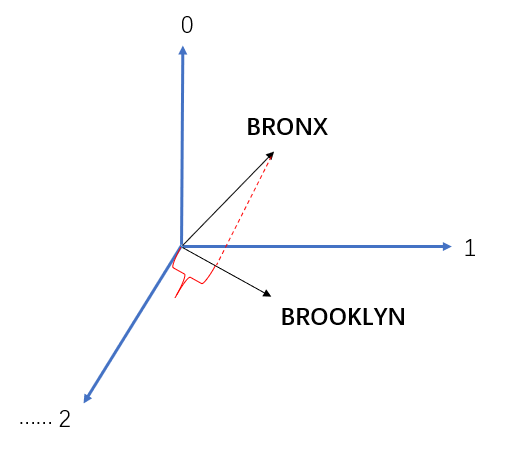 0
BRONX
1
BROOKLYN
...... 2